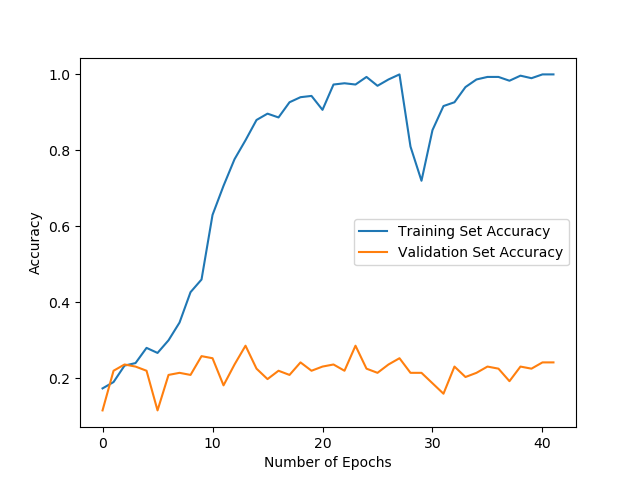 1.0
0.8
0.6
0.4
0.2
Accuracy
Training Set Accuracy
Validation Set Accuracy
0 10 20 30 40
Number of Epochs